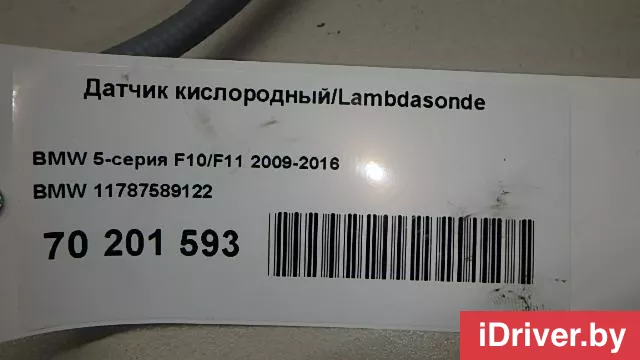 Датчик кислородный/Lambdasonde
BMW 5-серия F10/F11 2009-2016
BMW 11787589122
70 201 593
iDriver.by